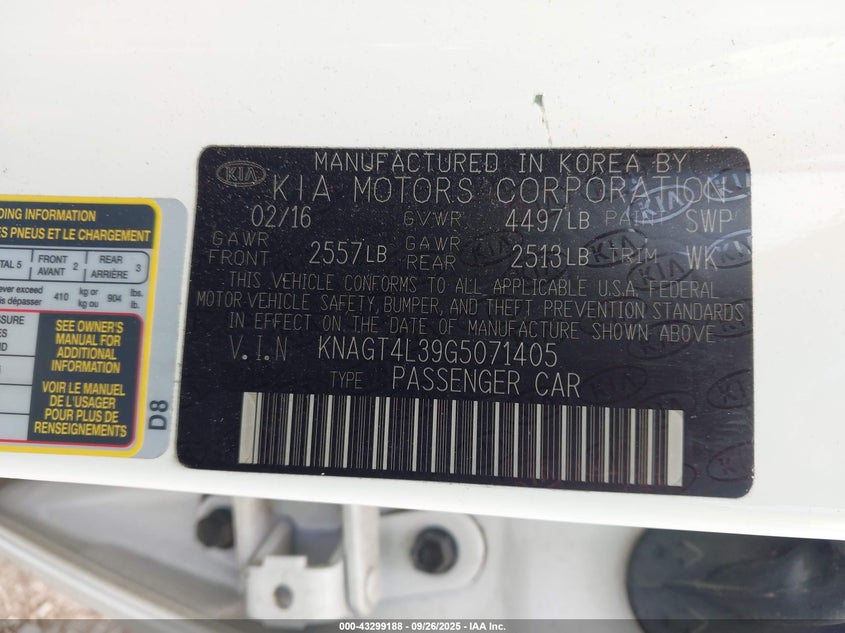 DING INFORMATION
ES PNEUS ET LE CHARGEMENT
TAL 5 FRONT AVANT 2 REAR ARRIÈRE 3
ever exceed 410 kg or kg ou 904 lbs. lb.
is dépasser
SSURE
ES
D
SEE OWNER'S
MANUAL FOR
ADDITIONAL
INFORMATION
VOIR LE MANUEL
DE L'USAGER
POUR PLUS DE
RENSEIGNEMENTS
D8
KIA
MANUFACTURED IN KOREA BY
KIA MOTORS CORPORATION
02/16 GVWR 4497LB SWP
GAWR FRONT 2557LB GAWR REAR 2513LB TRIM WK
THIS VEHICLE CONFORMS TO ALL APPLICABLE U.S.A. FEDERAL
MOTOR VEHICLE SAFETY, BUMPER, AND THEFT PREVENTION STANDARDS
IN EFFECT ON THE DATE OF MANUFACTURE SHOWN ABOVE
V.I.N KNAGT4L39G5071405
TYPE PASSENGER CAR
000-43299188 - 09/26/2025 - IAA Inc.